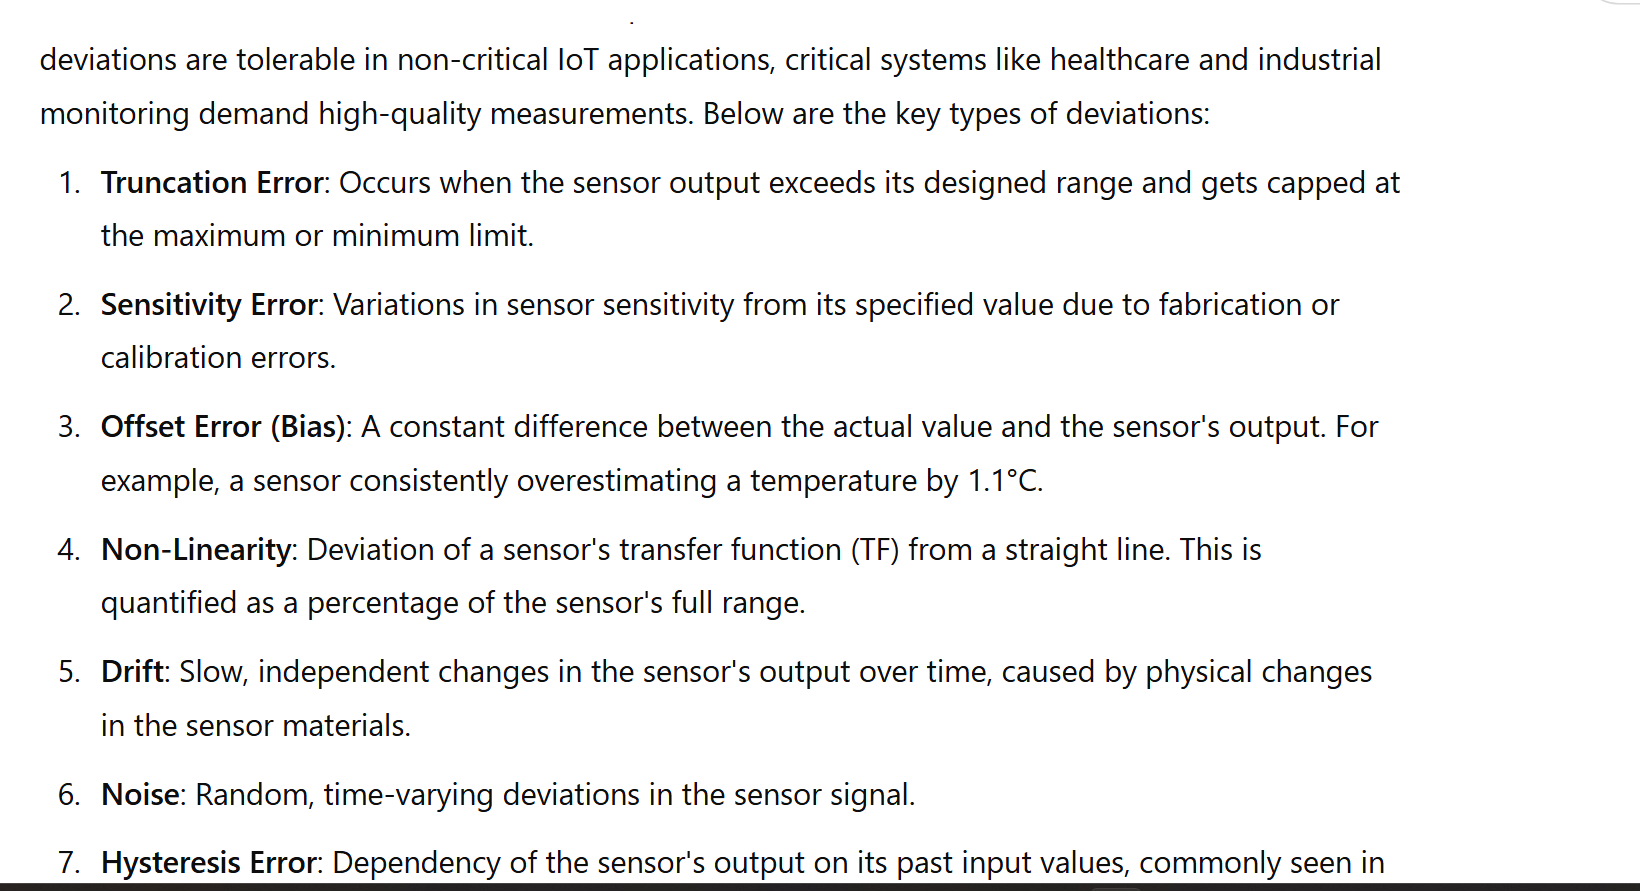 deviations are tolerable in non-critical IoT applications, critical systems like healthcare and industrial
monitoring demand high-quality measurements. Below are the key types of deviations:
1. Truncation Error: Occurs when the sensor output exceeds its designed range and gets capped at
the maximum or minimum limit.
2. Sensitivity Error: Variations in sensor sensitivity from its specified value due to fabrication or
calibration errors.
3. Offset Error (Bias): A constant difference between the actual value and the sensor's output. For
example, a sensor consistently overestimating a temperature by 1.1°C.
4. Non-Linearity: Deviation of a sensor's transfer function (TF) from a straight line. This is
quantified as a percentage of the sensor's full range.
5. Drift: Slow, independent changes in the sensor's output over time, caused by physical changes
in the sensor materials.
6. Noise: Random, time-varying deviations in the sensor signal.
7. Hysteresis Error: Dependency of the sensor's output on its past input values, commonly seen in